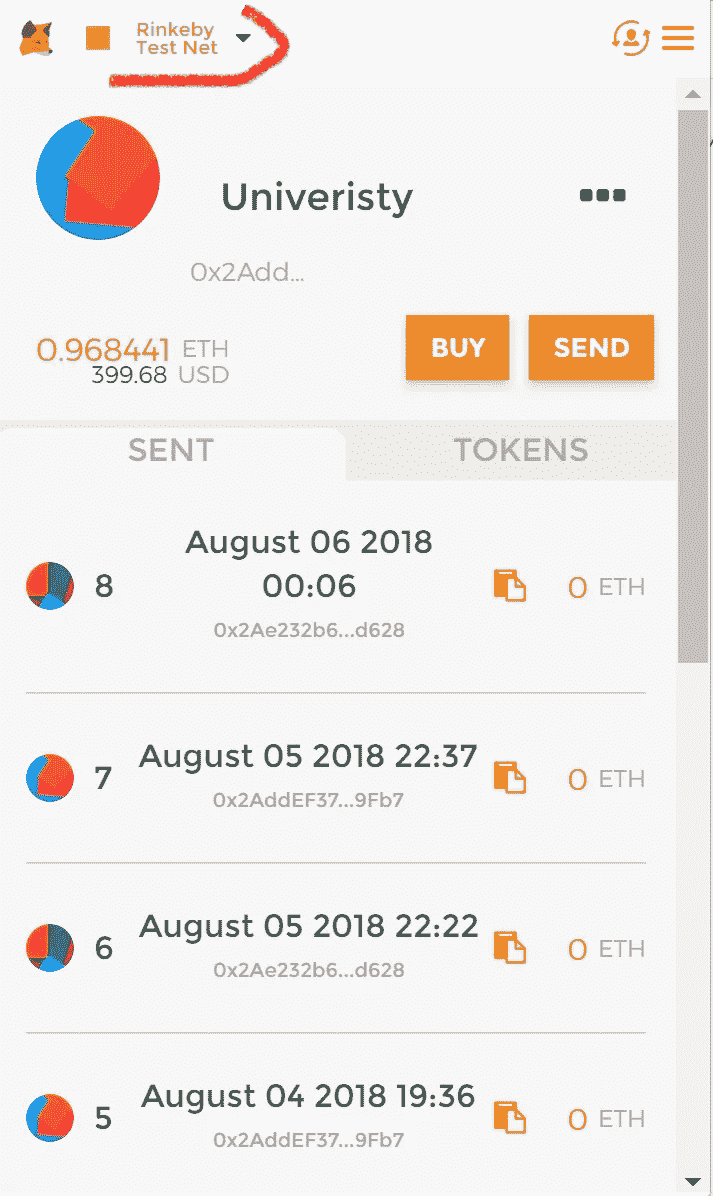 Rinkeby
Test Net
Univeristy
0x2Add...
0.968441 ETH
399.68 USD
BUY
SEND
SENT
TOKENS
8
August 06 2018
00:06
0x2Ae232b6...d628
0 ETH
7
August 05 2018 22:37
0x2AddEF37...9Fb7
0 ETH
6
August 05 2018 22:22
0x2Ae232b6...d628
0 ETH
5
August 04 2018 19:36
0x2AddEF37...9Fb7
0 ETH